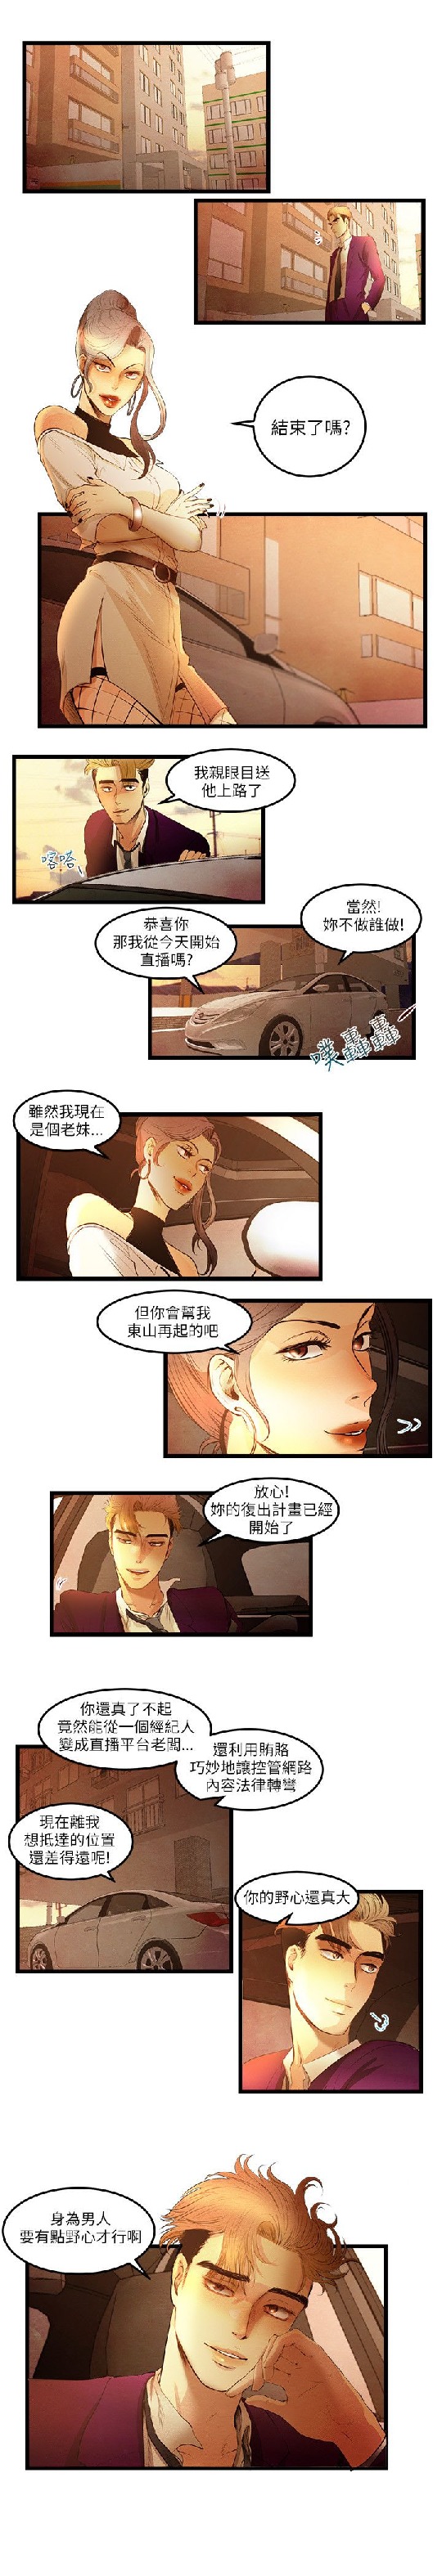 結束了嗎?
我親眼目送
他上路了
喀嗒
當然!
妳不做誰做!
恭喜你
那我從今天開始
直播嗎?
噗轟轟
雖然我現在
是個老妹...
但你會幫我
東山再起的吧
放心!
妳的復出計畫已經
開始了
你還真了不起
竟然能從一個經紀人
變成直播平台老闆...
還利用賄賂
巧妙地讓控管網路
內容法律轉彎
現在離我
想抵達的位置
還差得遠呢!
你的野心還真大
身為男人
要有點野心才行啊